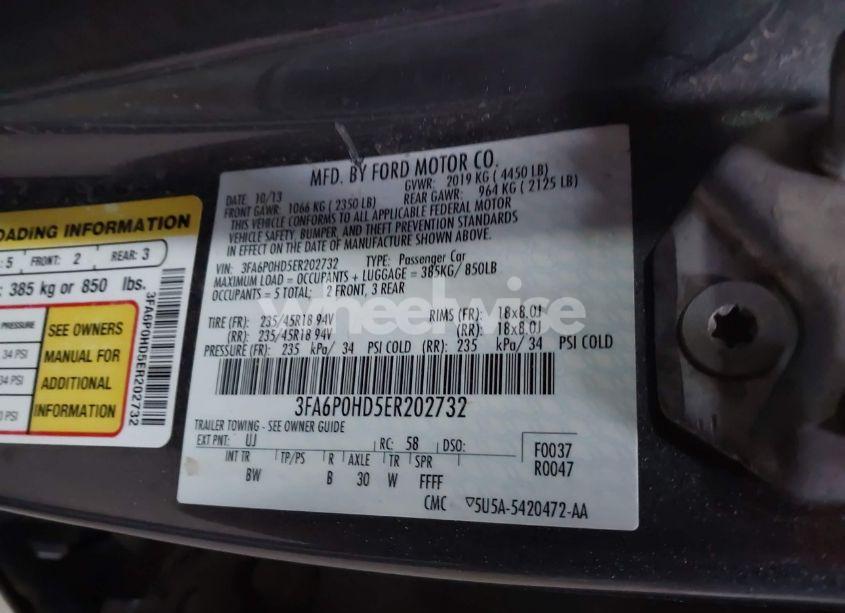 OADING INFORMATION
: 5 FRONT: 2 REAR: 3
: 385 kg or 850 lbs.
PRESSURE
34 PSI
34 PSI
0 PSI
SEE OWNERS
MANUAL FOR
ADDITIONAL
INFORMATION
3FA6P0HD5ER202732
MFD. BY FORD MOTOR CO.
DATE: 10/13 GVWR: 2019 KG ( 4450 LB)
FRONT GAWR: 1066 KG ( 2350 LB) REAR GAWR: 964 KG ( 2125 LB)
THIS VEHICLE CONFORMS TO ALL APPLICABLE FEDERAL MOTOR
VEHICLE SAFETY, BUMPER, AND THEFT PREVENTION STANDARDS
IN EFFECT ON THE DATE OF MANUFACTURE SHOWN ABOVE.
VIN: 3FA6P0HD5ER202732 TYPE: Passenger Car
MAXIMUM LOAD = OCCUPANTS + LUGGAGE = 385KG/ 850LB
OCCUPANTS = 5 TOTAL: 2 FRONT, 3 REAR
wheelwise
TIRE (FR): 235/45R18 94V RIMS (FR): 18x8.0J
(RR): 235/45R18 94V (RR): 18x8.0J
PRESSURE (FR): 235 kPa/ 34 PSI COLD (RR): 235 kPa/ 34 PSI COLD
3FA6P0HD5ER202732
TRAILER TOWING - SEE OWNER GUIDE
EXT PNT: UJ RC: 58 DSO: F0037
INT TR TP/PS R AXLE TR SPR R0047
BW B 30 W FFFF
CMC ▽5U5A-5420472-AA